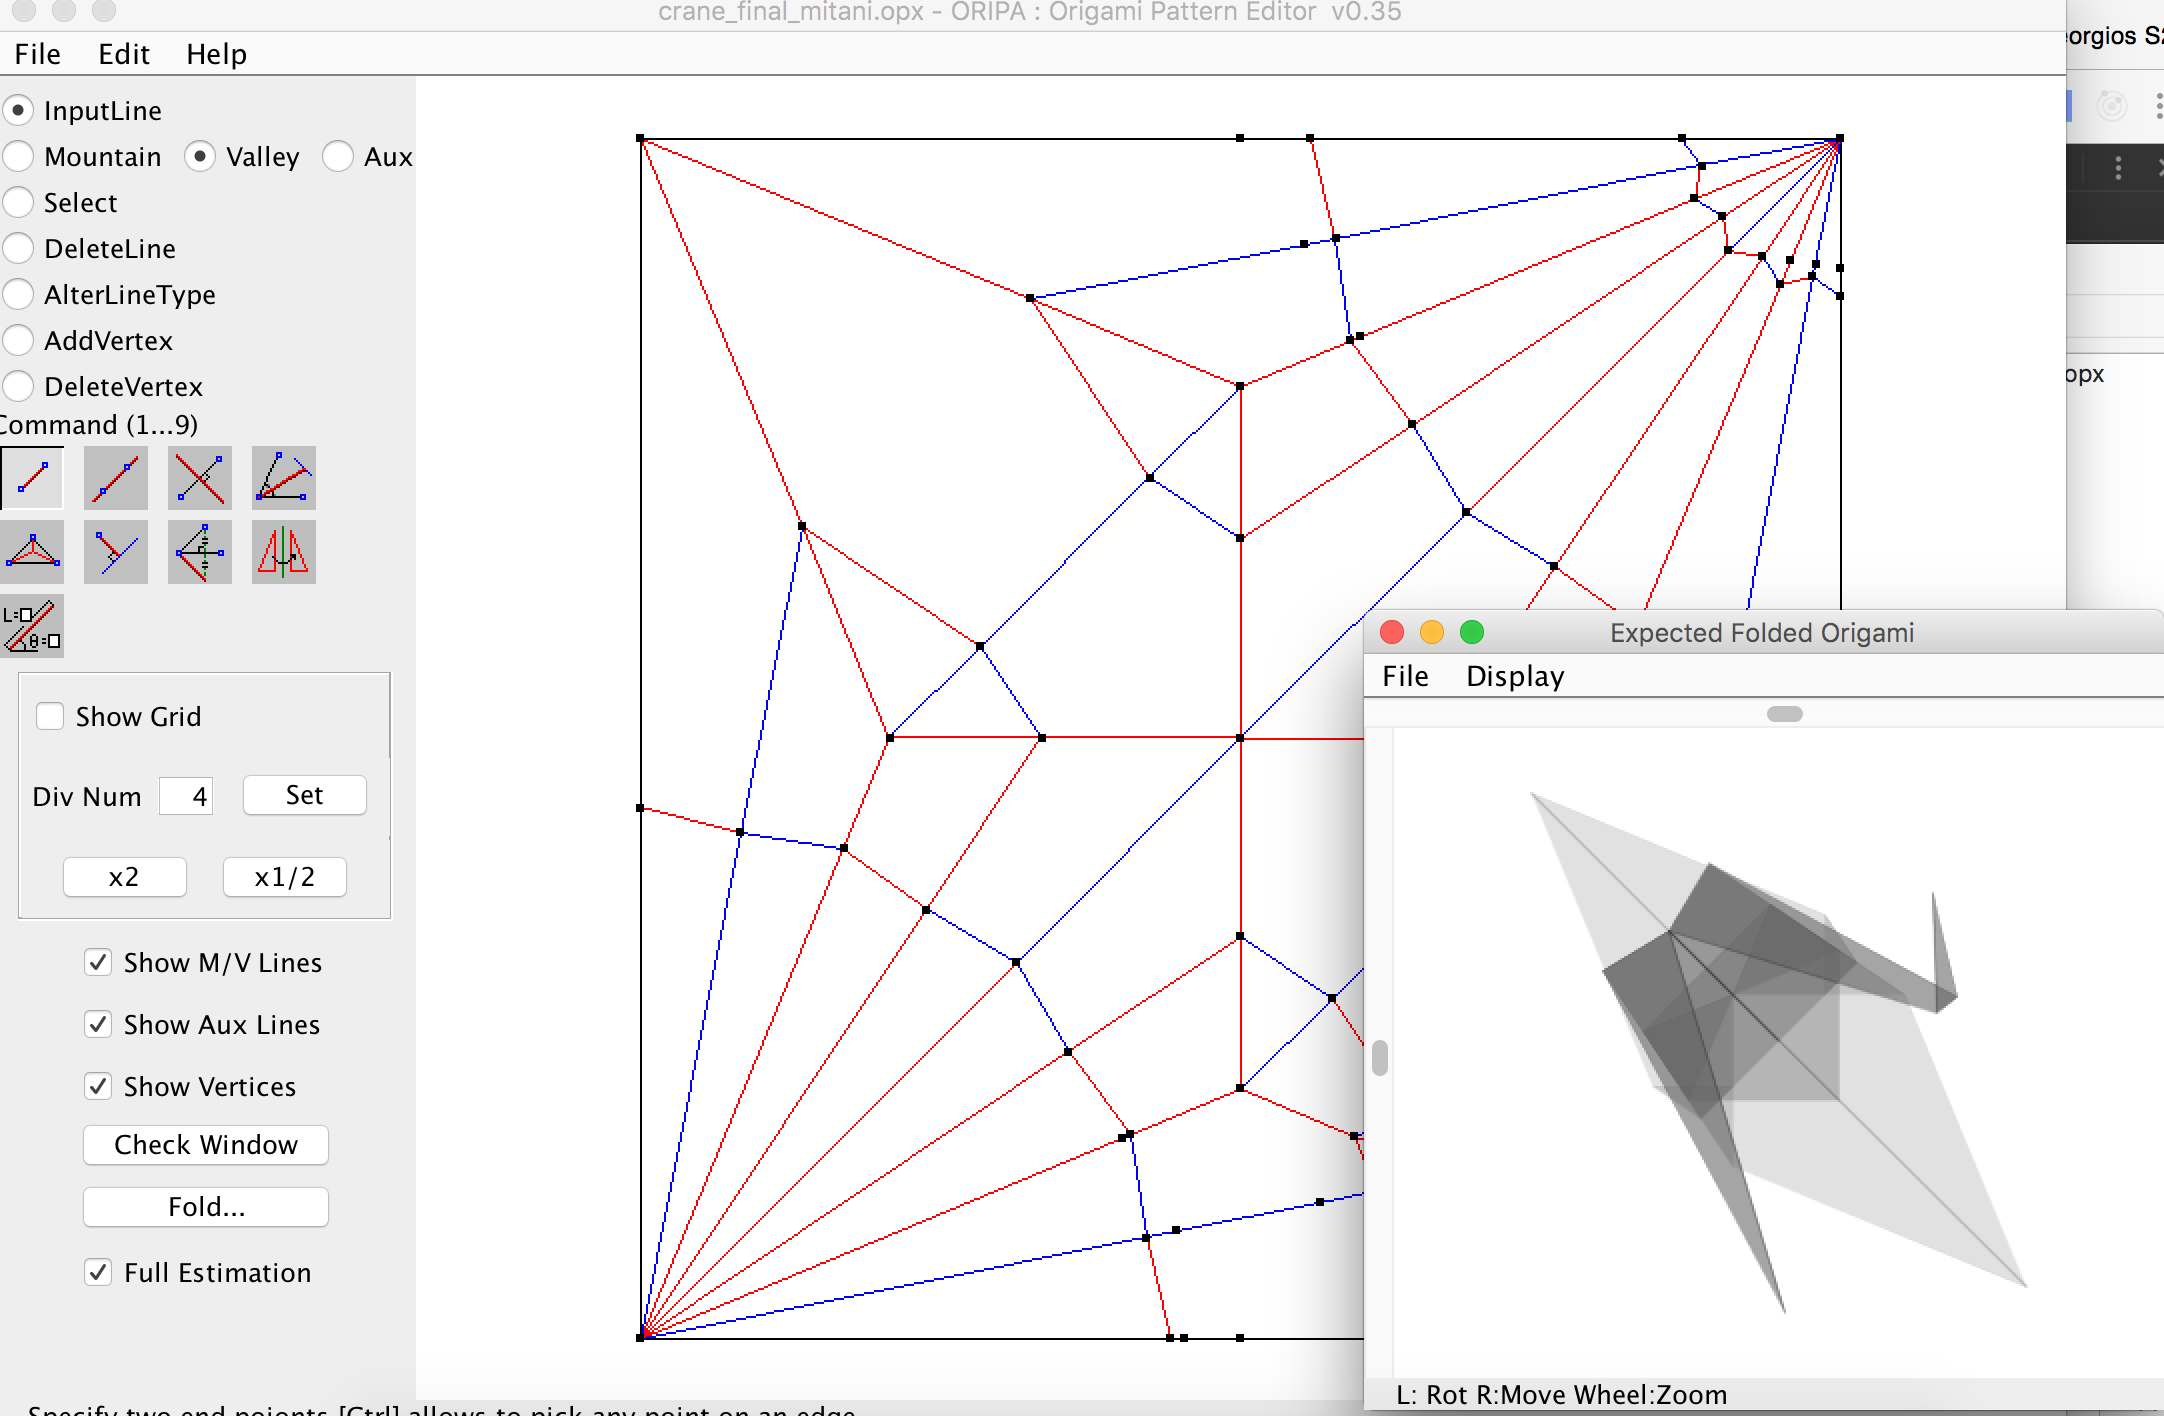 crane_final_mitani.opx - ORIPA : Origami Pattern Editor v0.35
File Edit Help
eorgios S2
InputLine
Mountain Valley Aux
Select
DeleteLine
AlterLineType
AddVertex
DeleteVertex
Command (1...9)
opx
L= θ=
Show Grid
Div Num 4 Set
x2 x1/2
Show M/V Lines
Show Aux Lines
Show Vertices
Check Window
Fold...
Full Estimation
Specify two end poionts [Ctrl] allows to pick any point on an edge
Expected Folded Origami
File Display
L: Rot R:Move Wheel:Zoom